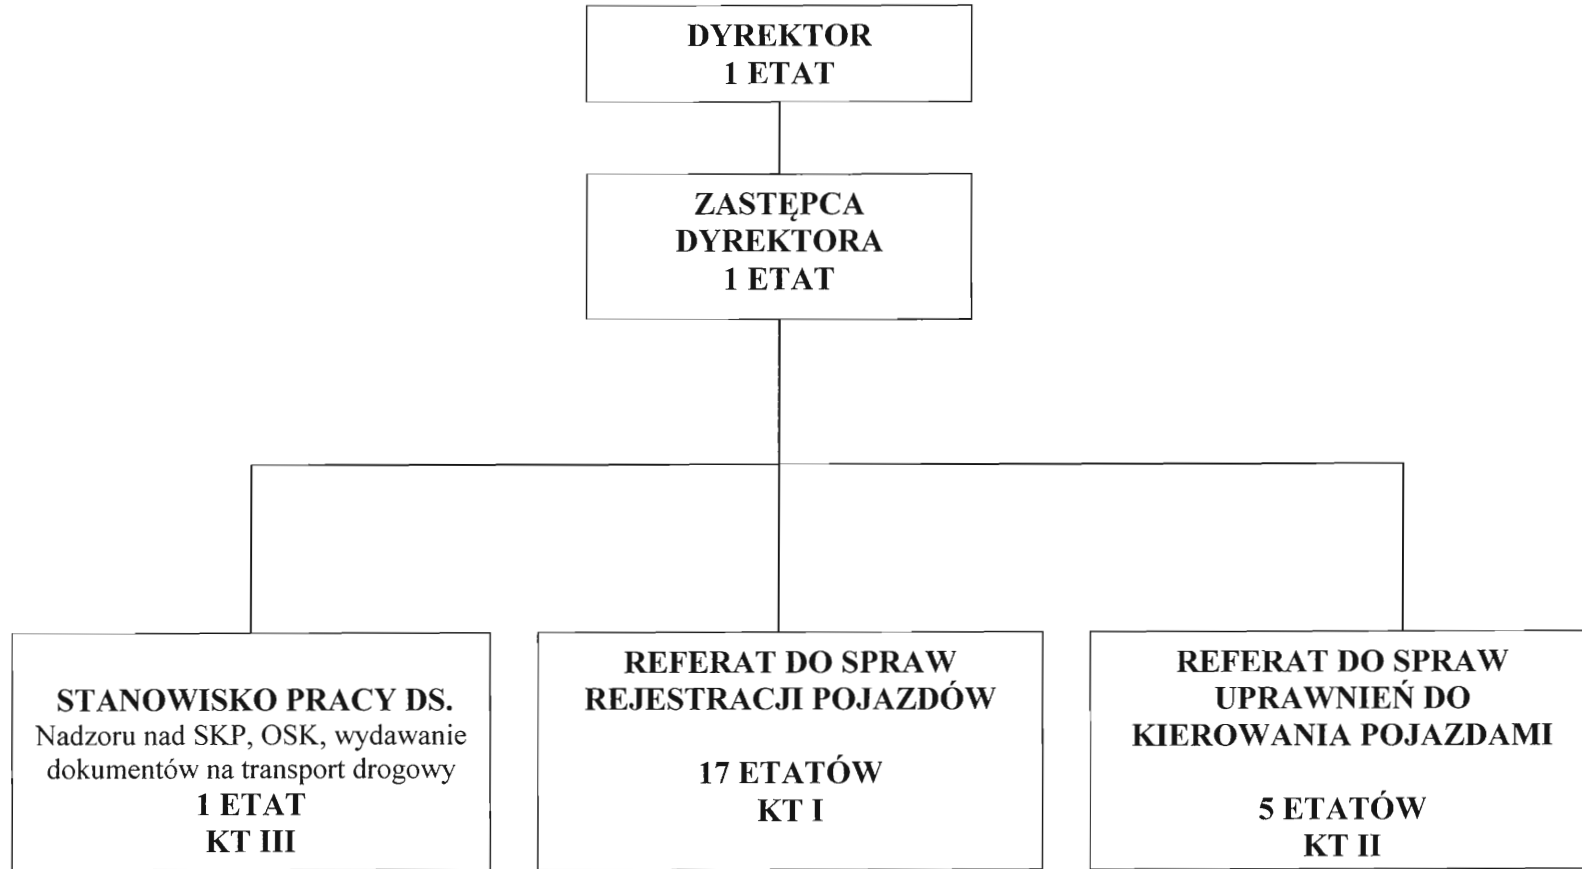 DYREKTOR
1 ETAT
ZASTĘPCA
DYREKTORA
1 ETAT
STANOWISKO PRACY DS.
Nadzoru nad SKP, OSK, wydawanie
dokumentów na transport drogowy
1 ETAT
KT III
REFERAT DO SPRAW
REJESTRACJI POJAZDÓW
17 ETATÓW
KT I
REFERAT DO SPRAW
UPRAWNIEŃ DO
KIEROWANIA POJAZDAMI
5 ETATÓW
KT II